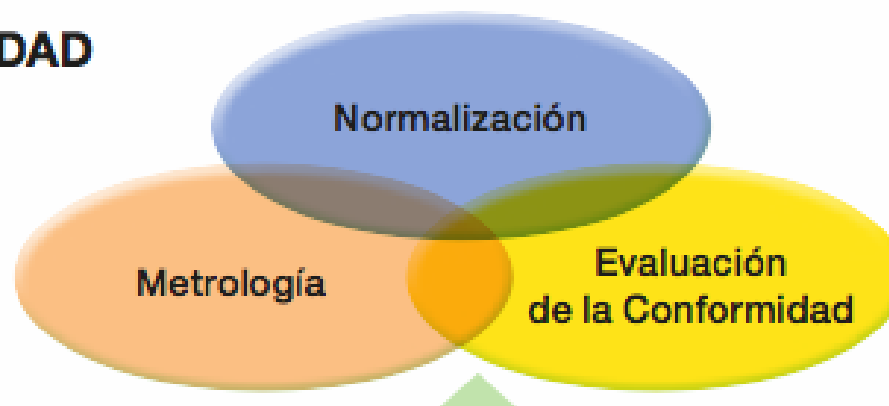 DAD
Normalización
Metrología
Evaluación
de la Conformidad